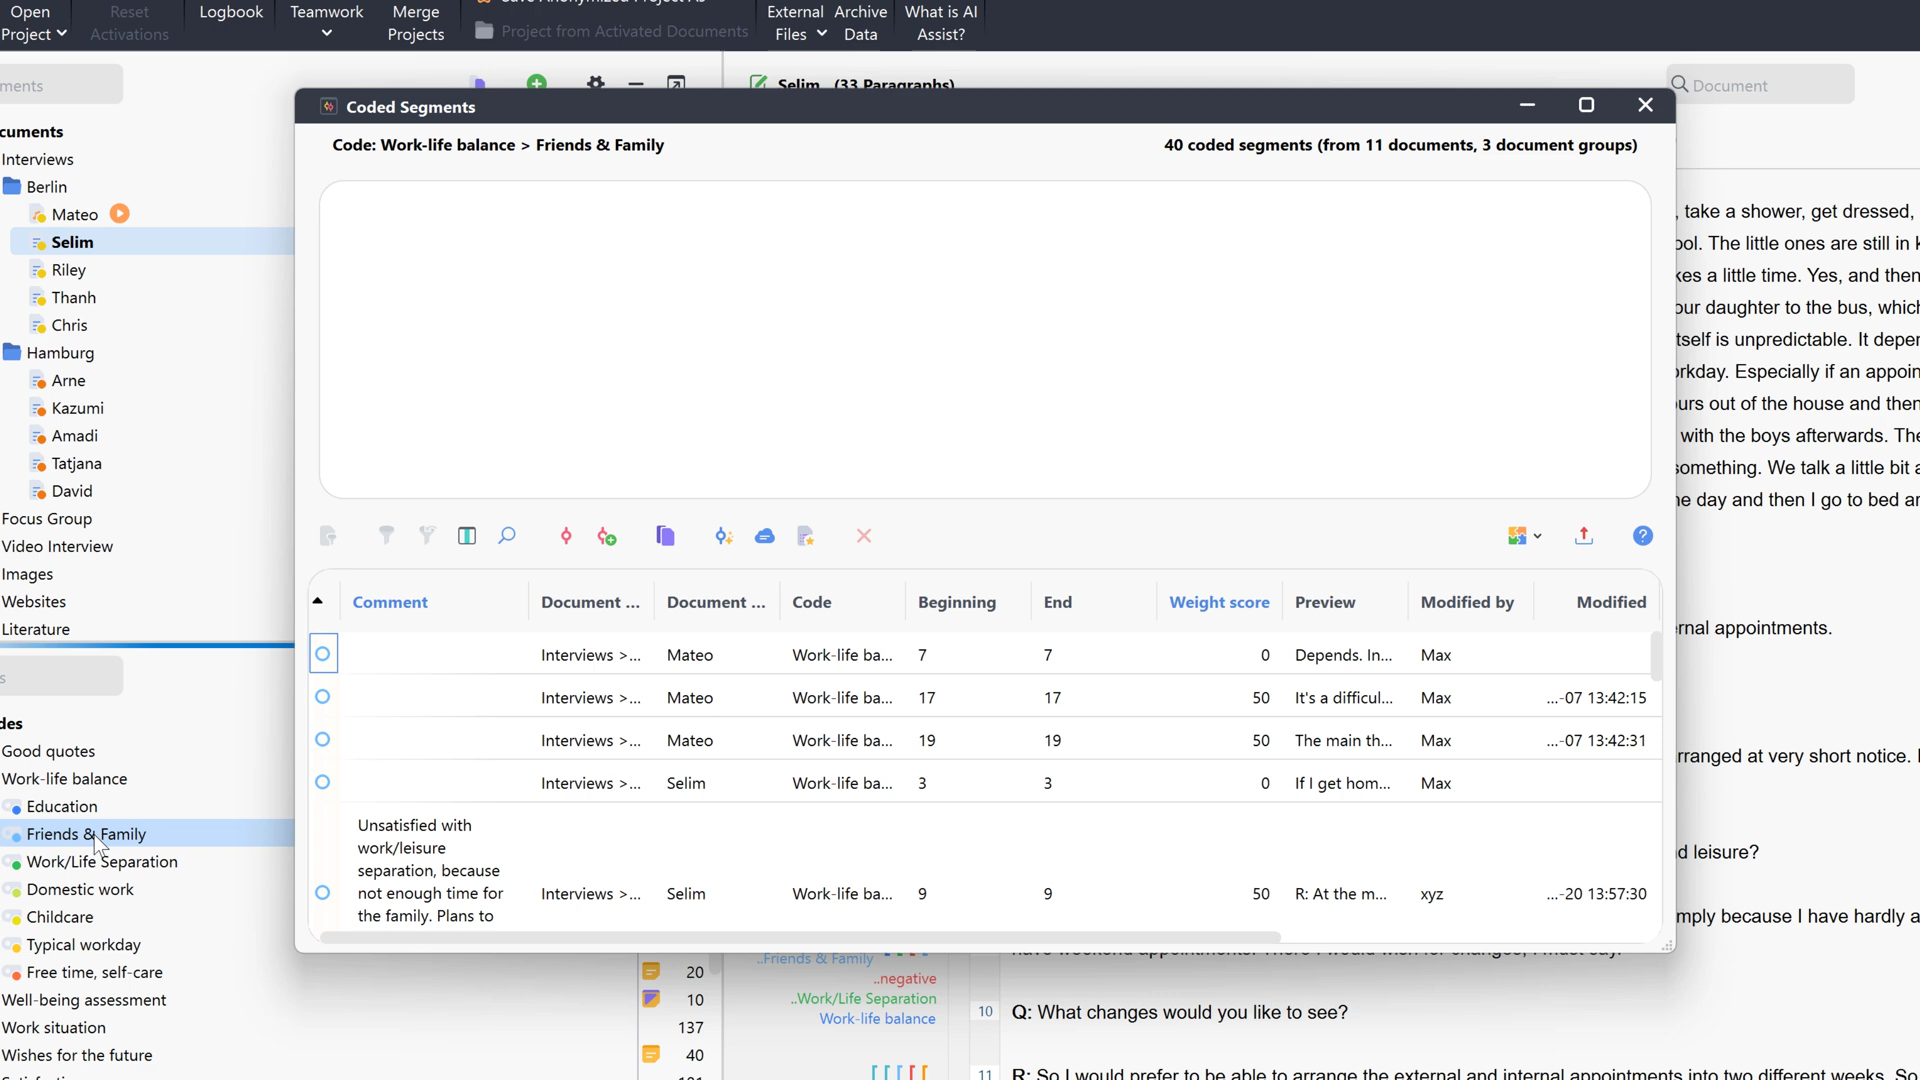 Open
Project
Reset
Activations
Logbook
Teamwork
Merge
Projects
Project from Activated Documents
External
Files
Archive
Data
What is AI
Assist?
ments
Selim (33 Paragraphs)
Document
Coded Segments
Code: Work-life balance > Friends & Family
40 coded segments (from 11 documents, 3 document groups)
cuments
Interviews
Berlin
Mateo
Selim
Riley
Thanh
Chris
Hamburg
Arne
Kazumi
Amadi
Tatjana
David
Focus Group
Video Interview
Images
Websites
Literature
s
des
Good quotes
Work-life balance
Education
Friends & Family
Work/Life Separation
Domestic work
Childcare
Typical workday
Free time, self-care
Well-being assessment
Work situation
Wishes for the future
Comment Document ... Document ... Code Beginning End Weight score Preview Modified by Modified
Interviews >... Mateo Work-life ba... 7 7 0 Depends. In... Max
Interviews >... Mateo Work-life ba... 17 17 50 It's a difficul... Max ...-07 13:42:15
Interviews >... Mateo Work-life ba... 19 19 50 The main th... Max ...-07 13:42:31
Interviews >... Selim Work-life ba... 3 3 0 If I get hom... Max
Unsatisfied with
work/leisure
separation, because
not enough time for
the family. Plans to
Interviews >... Selim Work-life ba... 9 9 50 R: At the m... xyz ...-20 13:57:30
, take a shower, get dressed,
ool. The little ones are still in k
kes a little time. Yes, and then
our daughter to the bus, which
tself is unpredictable. It deper
orkday. Especially if an appoin
urs out of the house and then
with the boys afterwards. The
something. We talk a little bit a
he day and then I go to bed ar
rnal appointments.
rranged at very short notice. I
d leisure?
mply because I have hardly a
20
10
137
40
..Friends & Family
..negative
..Work/Life Separation
Work-life balance
10 Q: What changes would you like to see?
11 R: So I would prefer to be able to arrange the external and internal appointments into two different weeks. So